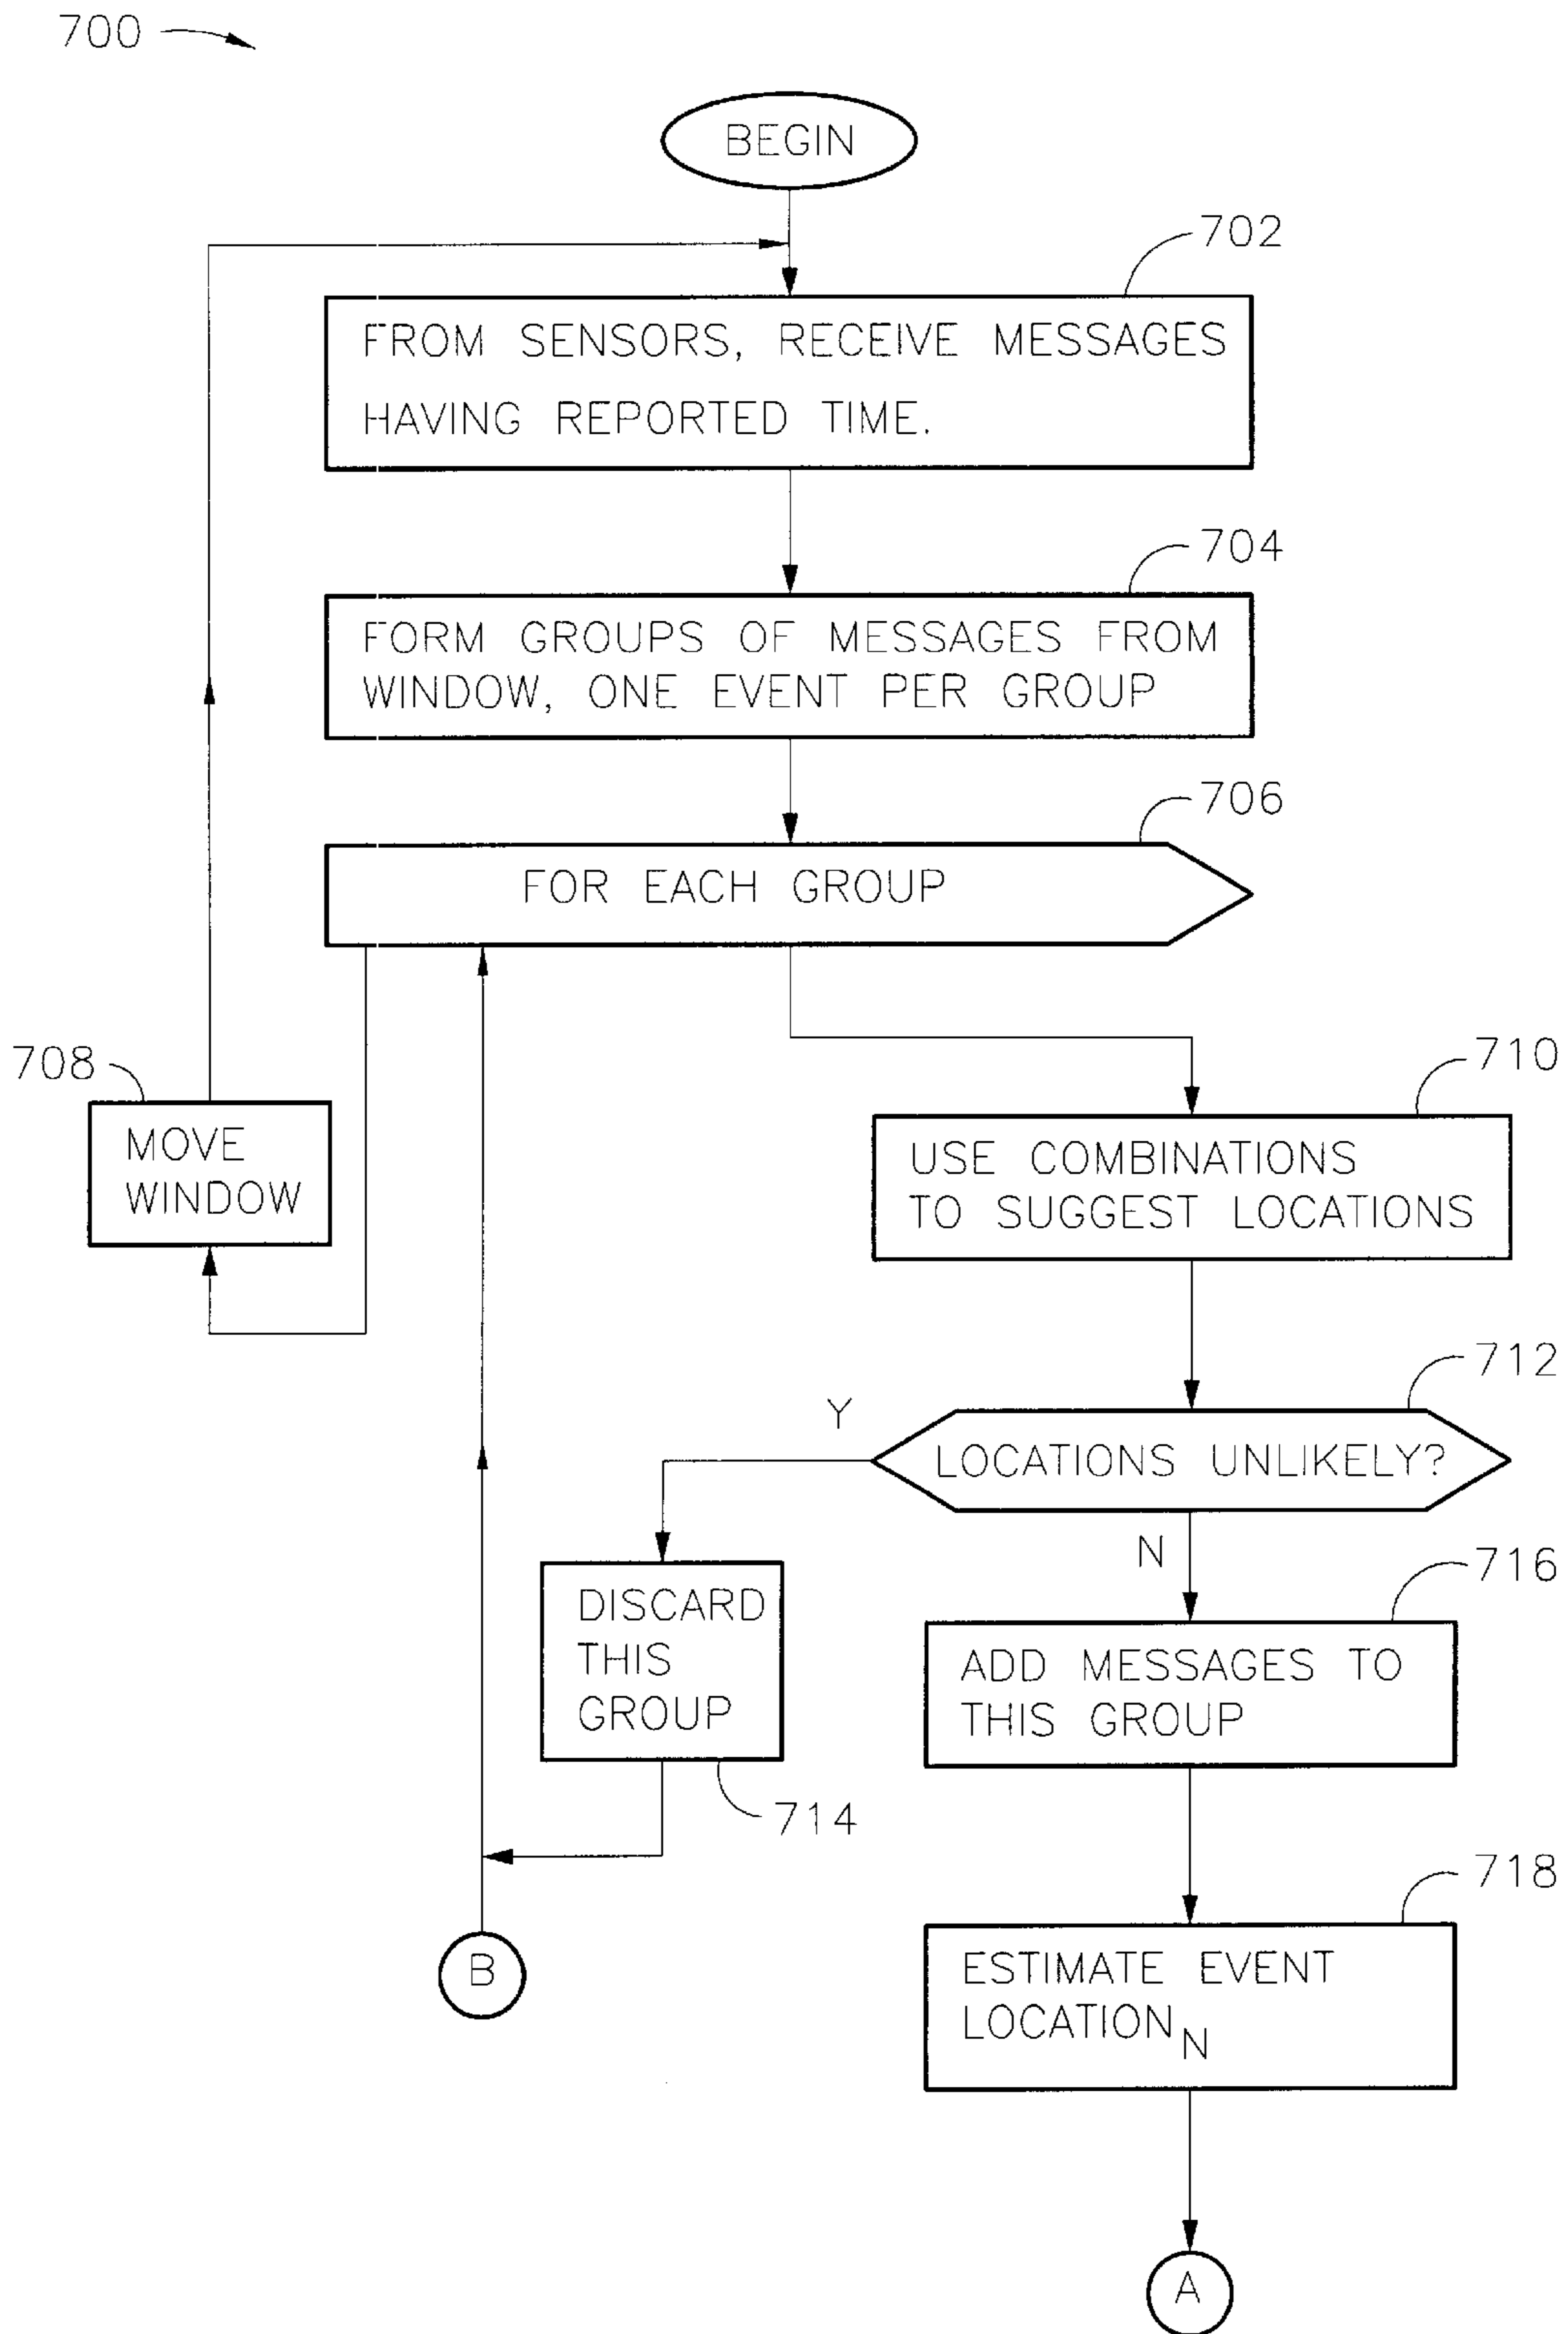 700
BEGIN
702
FROM SENSORS, RECEIVE MESSAGES
HAVING REPORTED TIME.
704
FORM GROUPS OF MESSAGES FROM
WINDOW, ONE EVENT PER GROUP
706
FOR EACH GROUP
708
MOVE
WINDOW
710
USE COMBINATIONS
TO SUGGEST LOCATIONS
712
Y
LOCATIONS UNLIKELY?
N
714
DISCARD
THIS
GROUP
716
ADD MESSAGES TO
THIS GROUP
718
ESTIMATE EVENT
LOCATION N
B
A